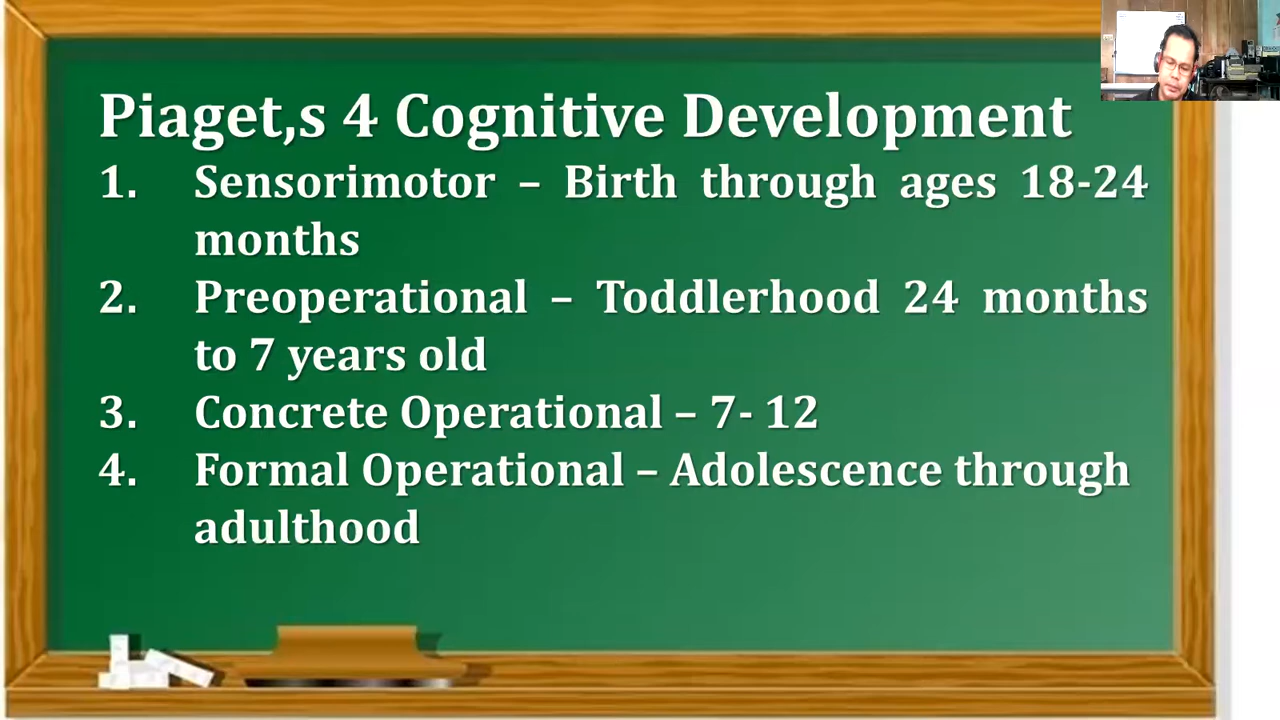 Piaget,s 4 Cognitive Development
1. Sensorimotor – Birth through ages 18-24
months
2. Preoperational – Toddlerhood 24 months
to 7 years old
3. Concrete Operational – 7- 12
4. Formal Operational – Adolescence through
adulthood